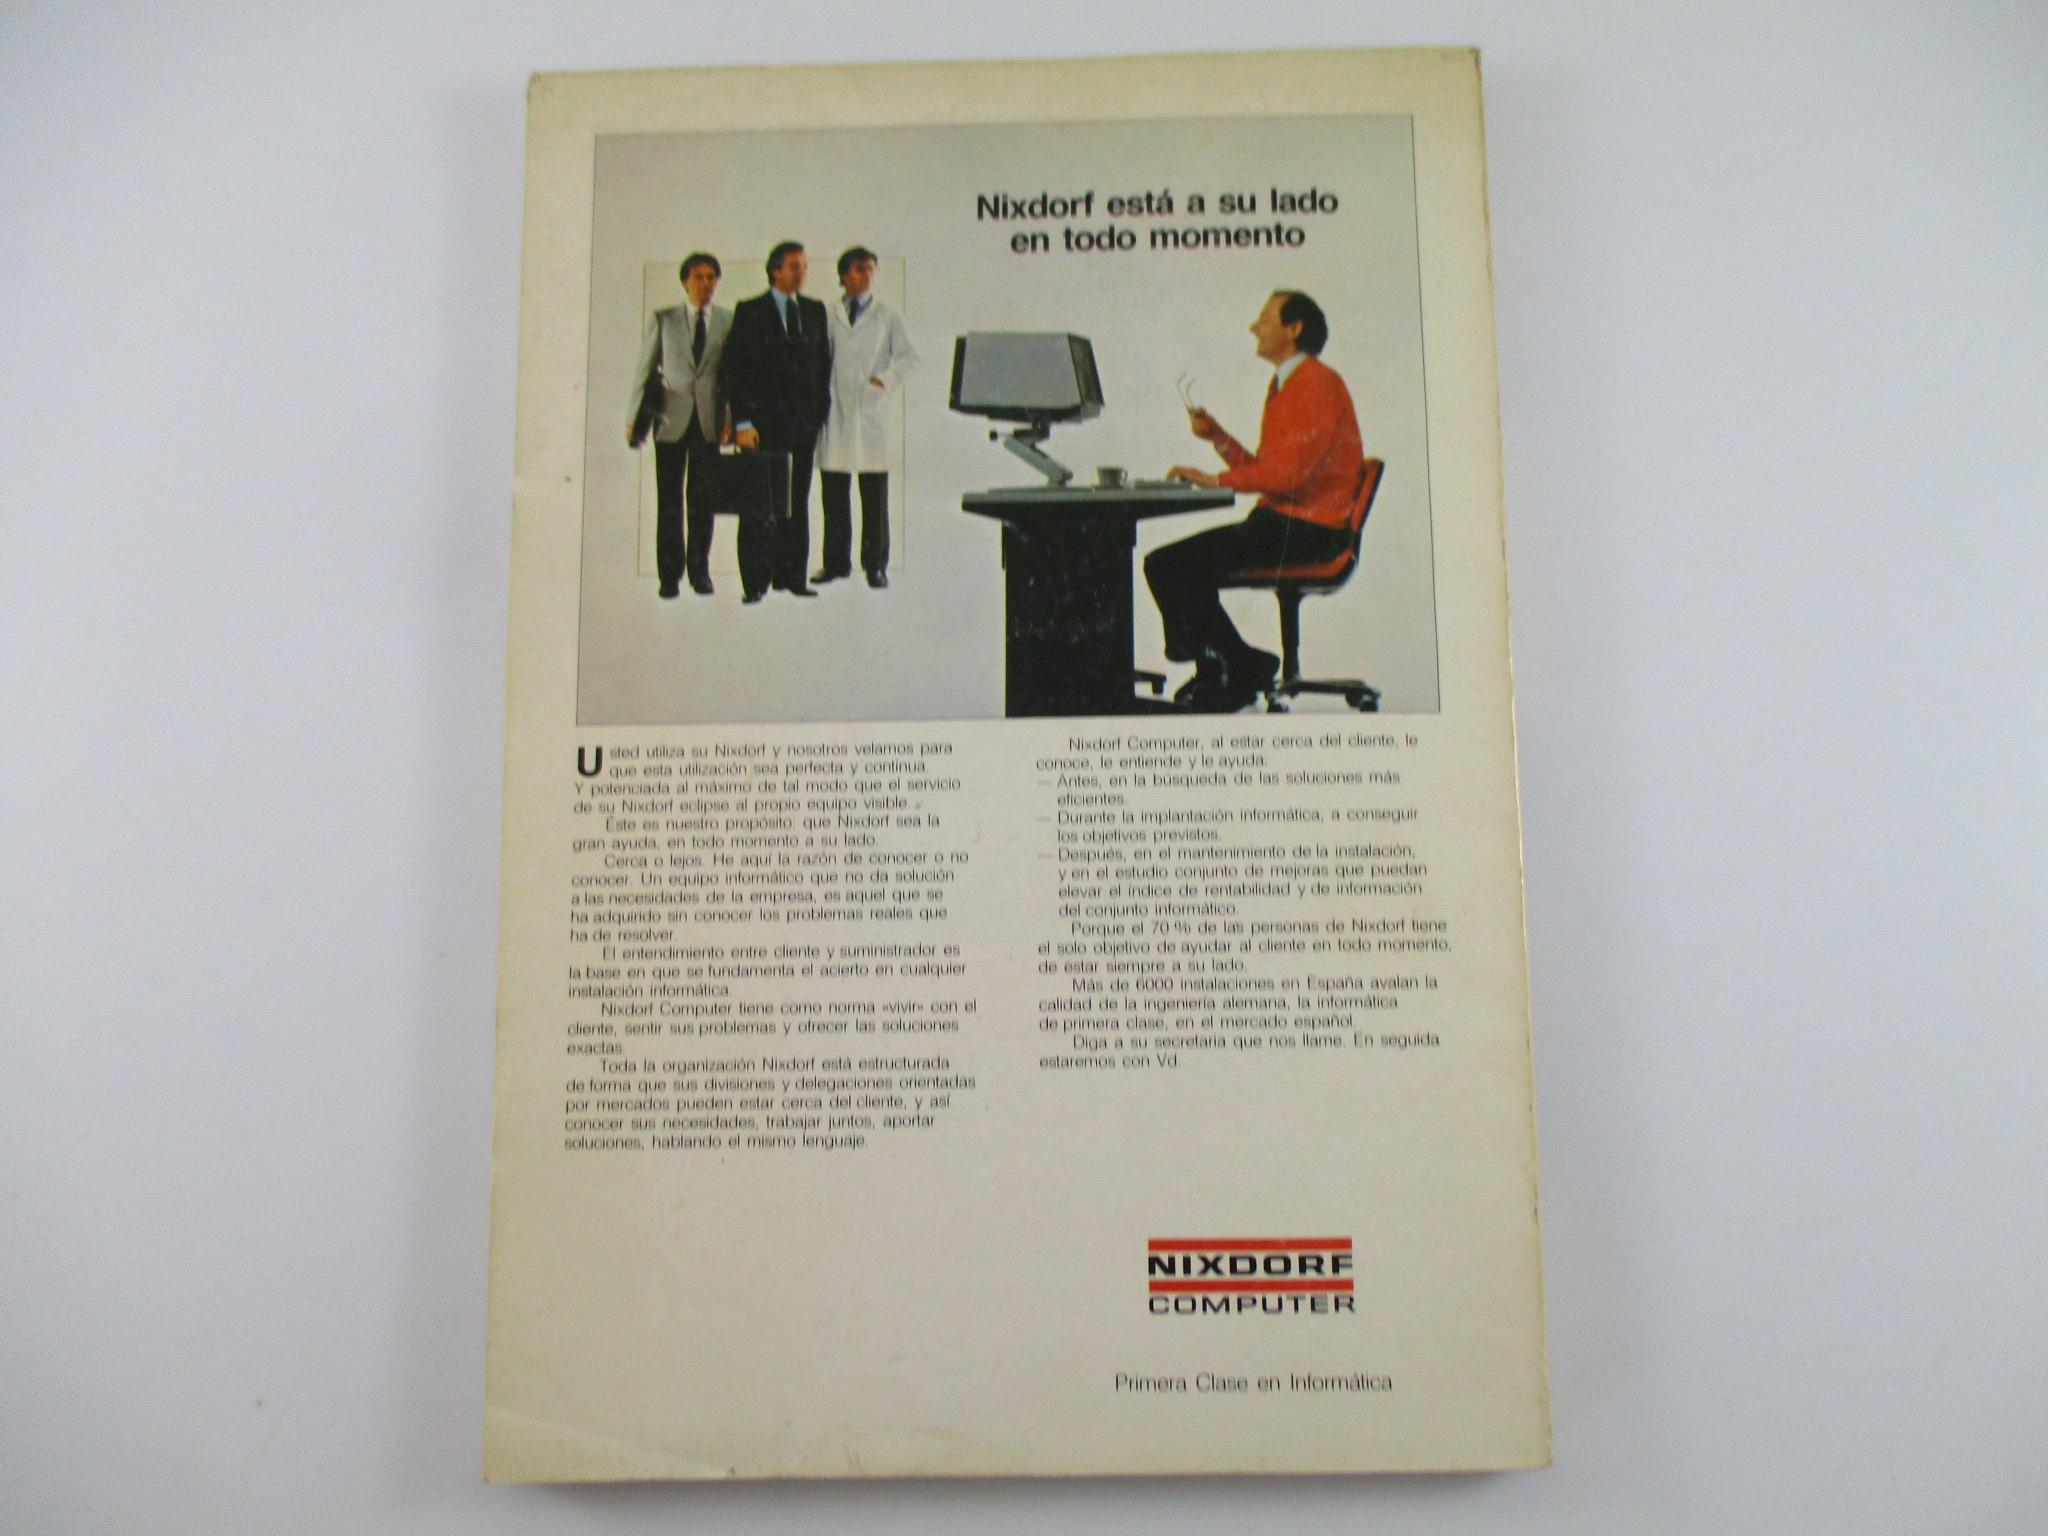 Nixdorf está a su lado
en todo momento
Usted utiliza su Nixdorf y nosotros velamos para
que esta utilización sea perfecta y continua.
Y potenciada al máximo de tal modo que el servicio
de su Nixdorf eclipse al propio equipo visible.
Éste es nuestro propósito: que Nixdorf sea la
gran ayuda, en todo momento a su lado.
Cerca o lejos. He aquí la razón de conocer o no
conocer. Un equipo informático que no da solución
a las necesidades de la empresa, es aquel que se
ha adquirido sin conocer los problemas reales que
ha de resolver.
El entendimiento entre cliente y suministrador es
la base en que se fundamenta el acierto en cualquier
instalación informática.
Nixdorf Computer tiene como norma «vivir» con el
cliente, sentir sus problemas y ofrecer las soluciones
exactas.
Toda la organización Nixdorf está estructurada
de forma que sus divisiones y delegaciones orientadas
por mercados pueden estar cerca del cliente, y así
conocer sus necesidades, trabajar juntos, aportar
soluciones, hablando el mismo lenguaje.
Nixdorf Computer, al estar cerca del cliente, le
conoce, le entiende y le ayuda:
— Antes, en la búsqueda de las soluciones más
eficientes.
— Durante la implantación informática, a conseguir
los objetivos previstos.
— Después, en el mantenimiento de la instalación,
y en el estudio conjunto de mejoras que puedan
elevar el índice de rentabilidad y de información
del conjunto informático.
Porque el 70 % de las personas de Nixdorf tiene
el solo objetivo de ayudar al cliente en todo momento,
de estar siempre a su lado.
Más de 6000 instalaciones en España avalan la
calidad de la ingeniería alemana, la informática
de primera clase, en el mercado español.
Diga a su secretaria que nos llame. En seguida
estaremos con Vd.
NIXDORF
COMPUTER
Primera Clase en Informática